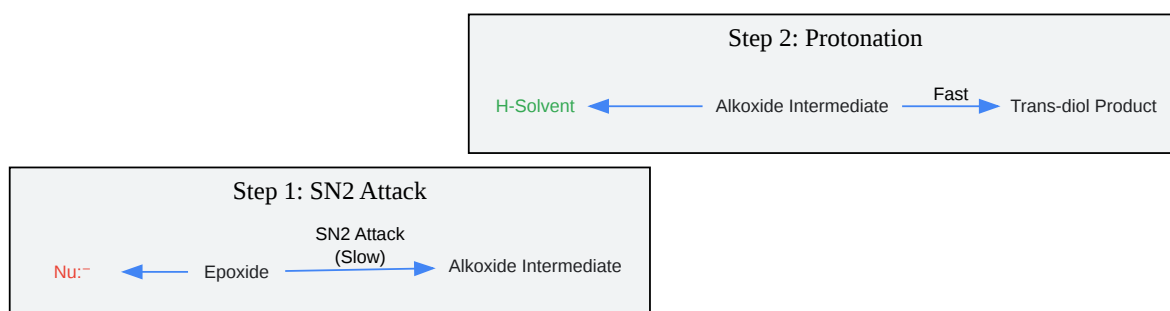 Step 2: Protonation
H-Solvent
Alkoxide Intermediate
Fast
Trans-diol Product
Step 1: SN2 Attack
Nu:⁻
Epoxide
SN2 Attack
(Slow)
Alkoxide Intermediate